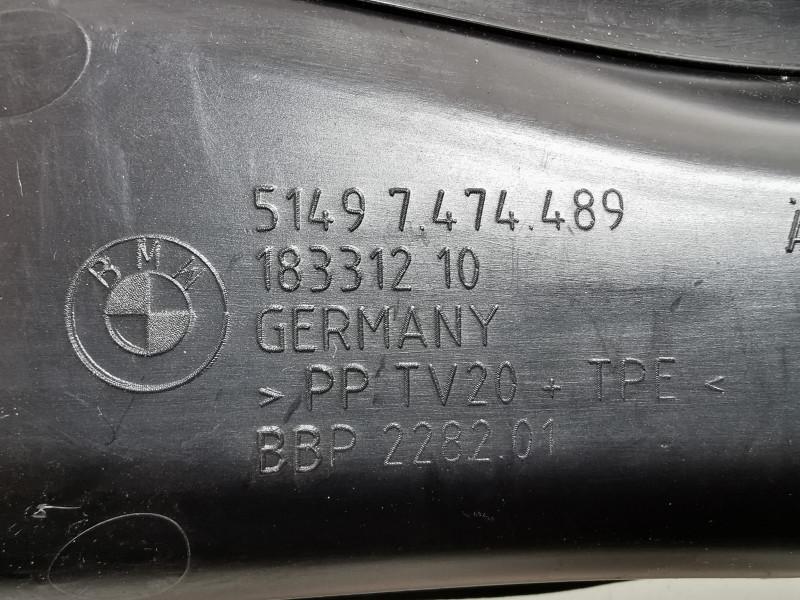 5149 7.474.489
183312 10
BMW
GERMANY
> PP TV20 + TPE <
BBP 2282.01